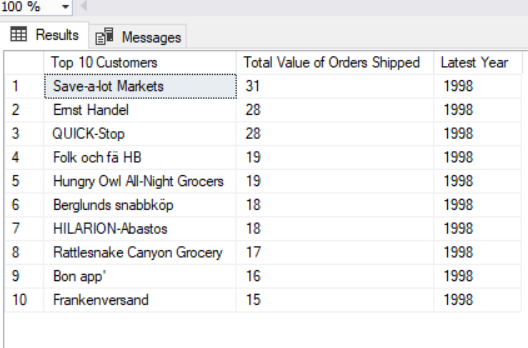 100 %
Results Messages
Top 10 Customers Total Value of Orders Shipped Latest Year
1 Save-a-lot Markets 31 1998
2 Ernst Handel 28 1998
3 QUICK-Stop 28 1998
4 Folk och fä HB 19 1998
5 Hungry Owl All-Night Grocers 19 1998
6 Berglunds snabbköp 18 1998
7 HILARION-Abastos 18 1998
8 Rattlesnake Canyon Grocery 17 1998
9 Bon app' 16 1998
10 Frankenversand 15 1998